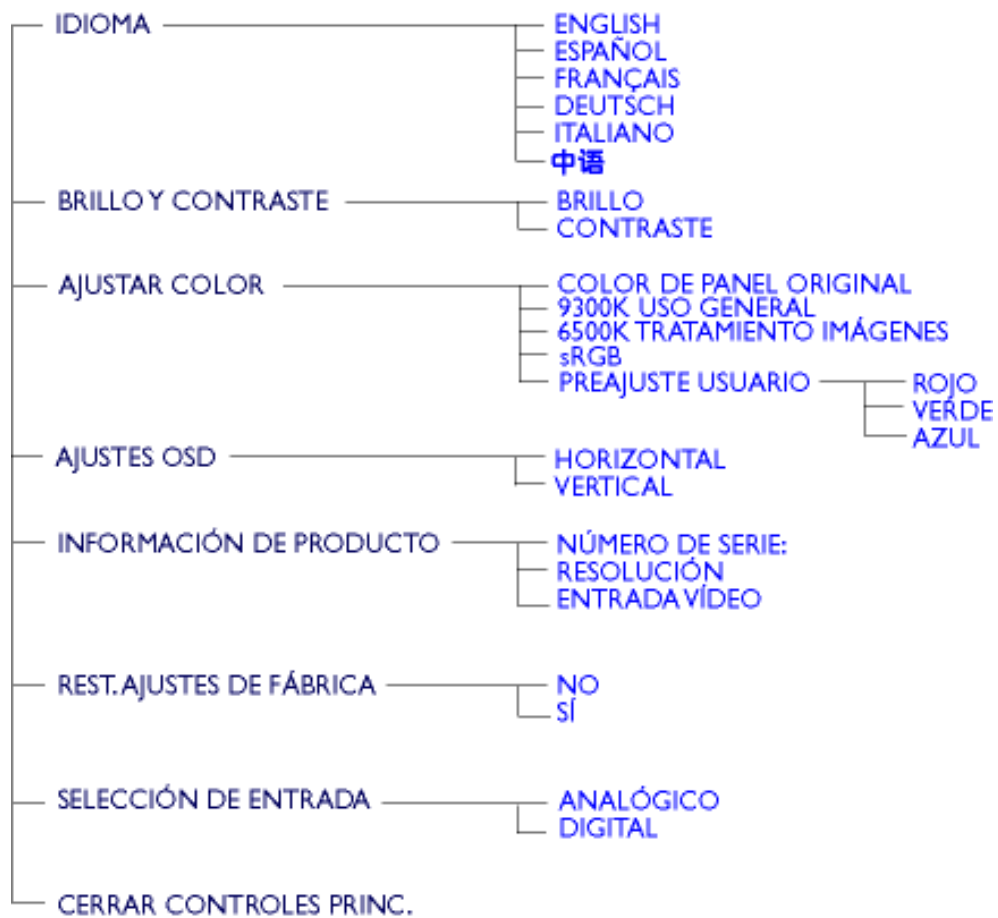 IDIOMA
ENGLISH
ESPAÑOL
FRANÇAIS
DEUTSCH
ITALIANO
中语
BRILLO Y CONTRASTE
BRILLO
CONTRASTE
AJUSTAR COLOR
COLOR DE PANEL ORIGINAL
9300K USO GENERAL
6500K TRATAMIENTO IMÁGENES
sRGB
PREAJUSTE USUARIO
ROJO
VERDE
AZUL
AJUSTES OSD
HORIZONTAL
VERTICAL
INFORMACIÓN DE PRODUCTO
NÚMERO DE SERIE:
RESOLUCIÓN
ENTRADA VÍDEO
REST. AJUSTES DE FÁBRICA
NO
SÍ
SELECCIÓN DE ENTRADA
ANALÓGICO
DIGITAL
CERRAR CONTROLES PRINC.